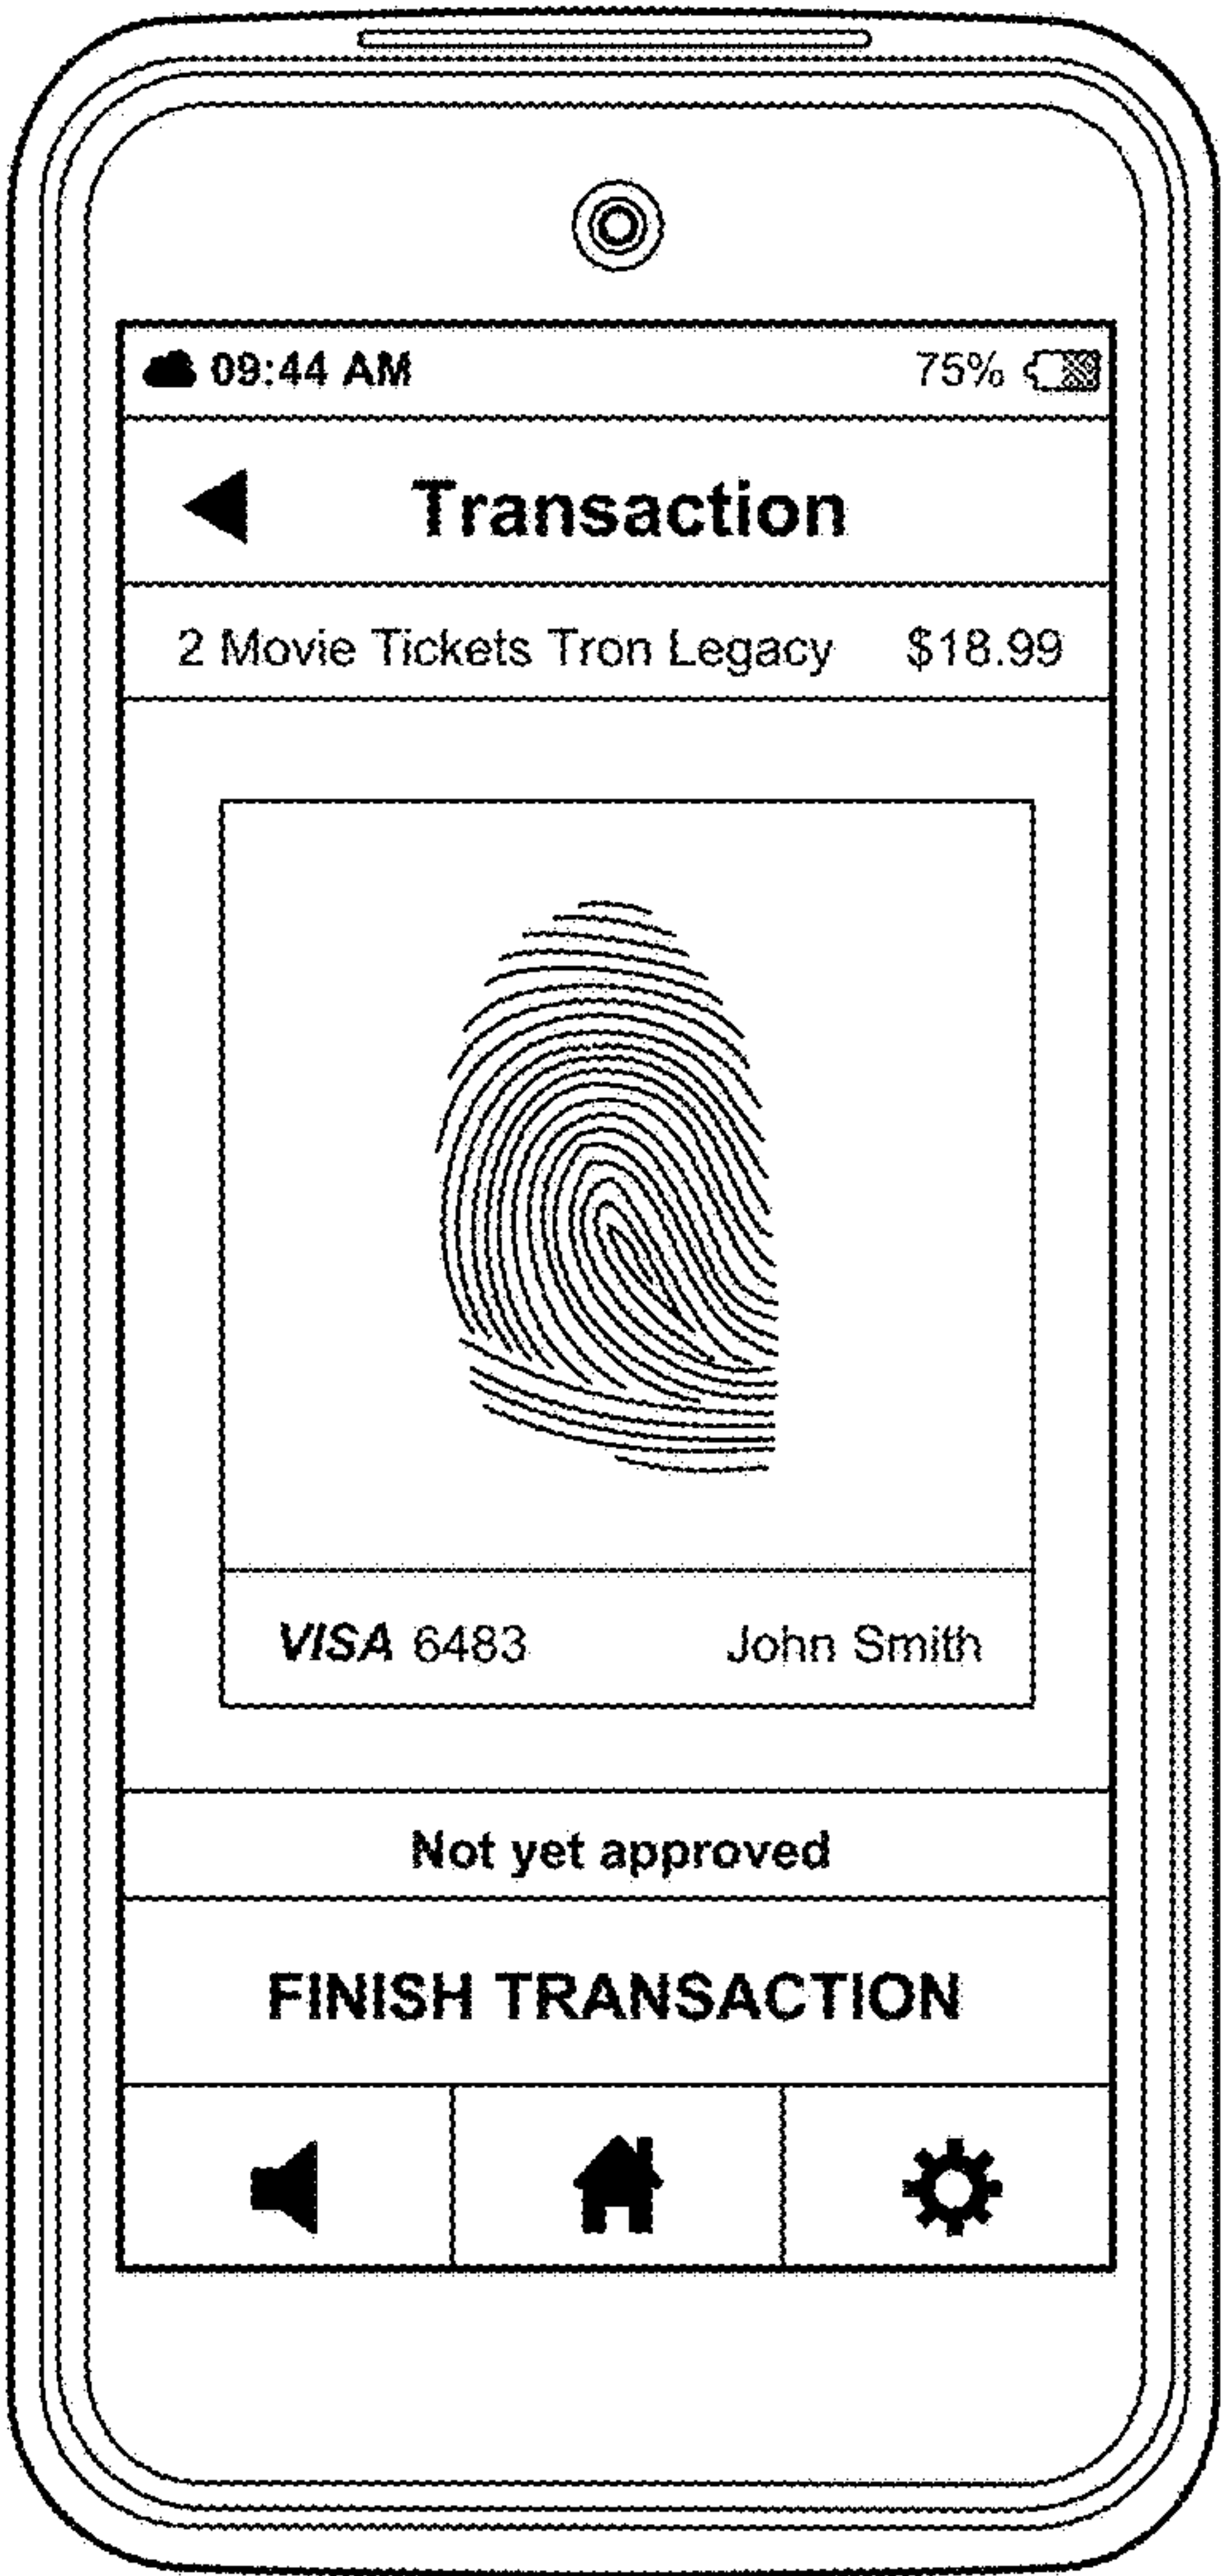 09:44 AM 75%
Transaction
2 Movie Tickets Tron Legacy $18.99
VISA 6483 John Smith
Not yet approved
FINISH TRANSACTION